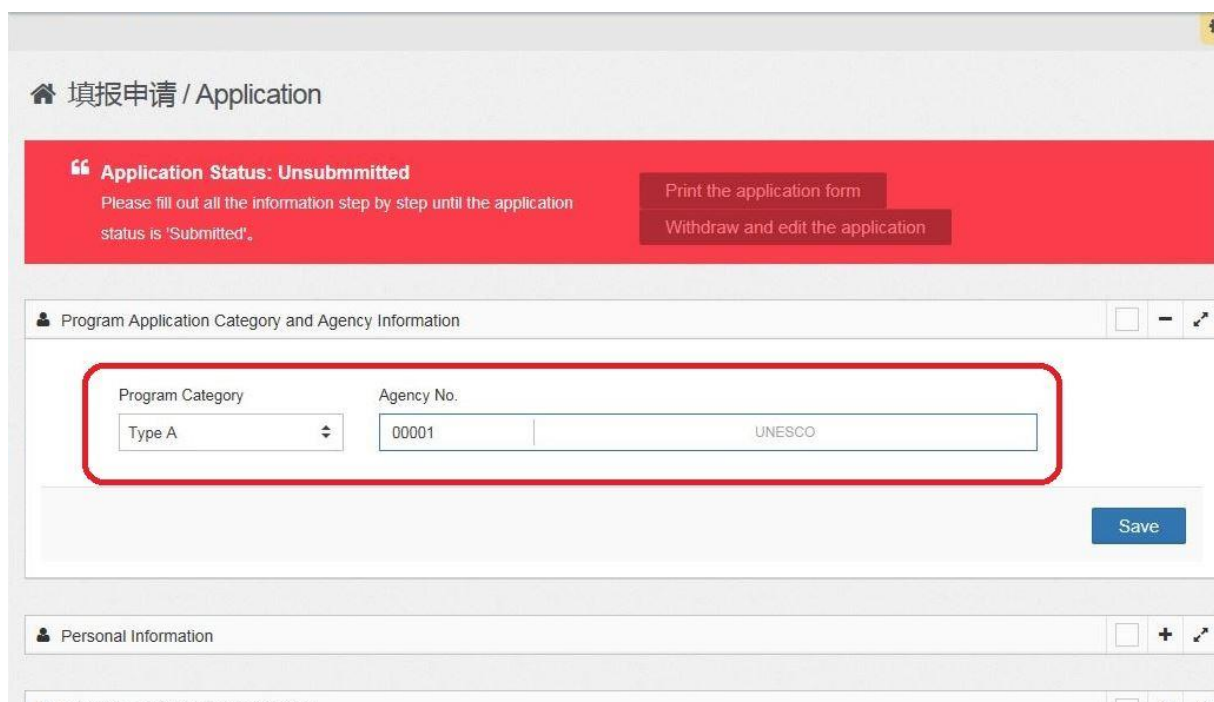 填报申请 / Application
Application Status: Unsubmmitted
Please fill out all the information step by step until the application
status is 'Submitted'。
Print the application form
Withdraw and edit the application
Program Application Category and Agency Information
Program Category
Agency No.
Type A
00001
UNESCO
Save
Personal Information